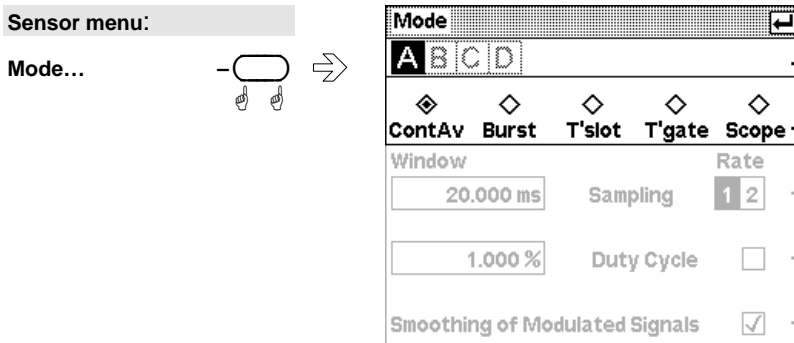 Sensor menu:
Mode…
Mode
A B C D
ContAv Burst T'slot T'gate Scope
Window Rate
20.000 ms Sampling 1 2
1.000 % Duty Cycle
Smoothing of Modulated Signals